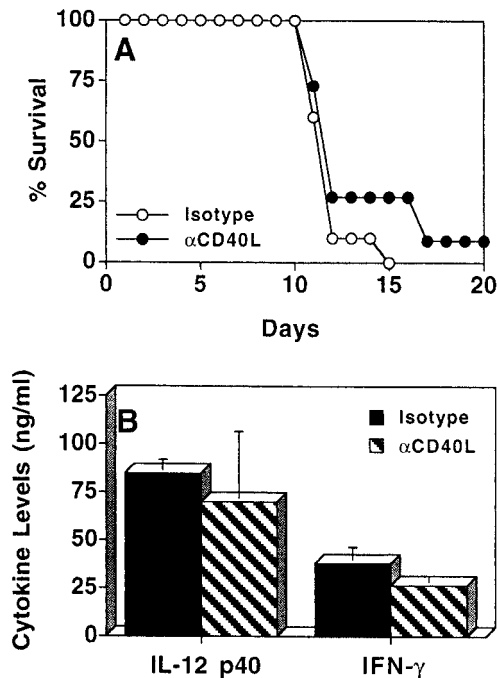 A
% Survival
100
75
50
25
0
Isotype
αCD40L
0 5 10 15 20
Days
B
Cytokine Levels (ng/ml)
125
100
75
50
25
0
Isotype
αCD40L
IL-12 p40 IFN-γ